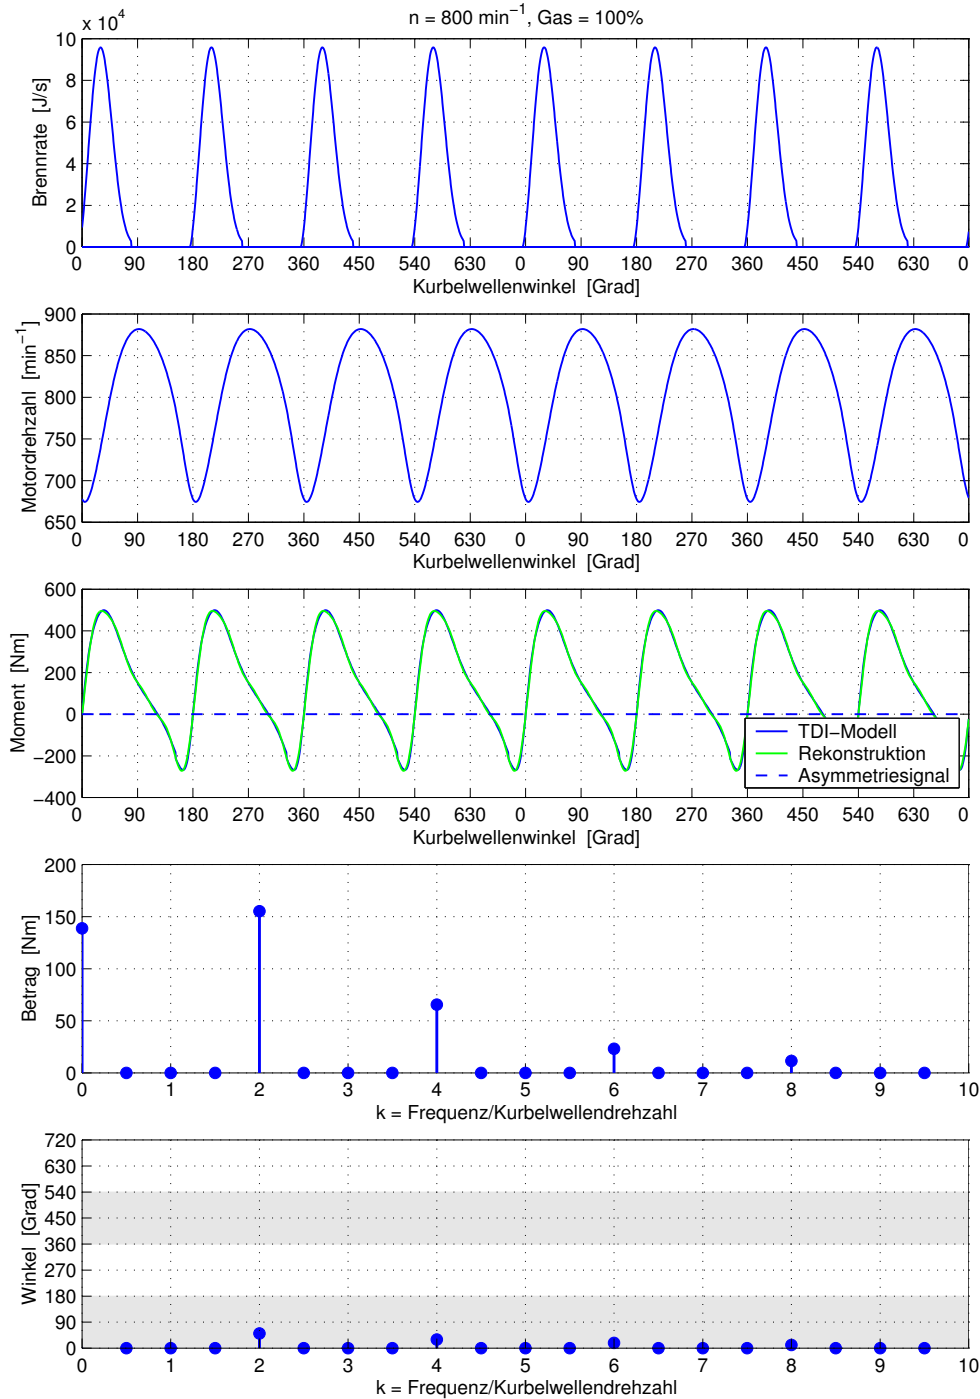 n = 800 min⁻¹, Gas = 100%
x 10⁴
Brennrate [J/s]
10
8
6
4
2
0
0 90 180 270 360 450 540 630 0 90 180 270 360 450 540 630 0
Kurbelwellenwinkel [Grad]
Motordrehzahl [min⁻¹]
900
850
800
750
700
650
0 90 180 270 360 450 540 630 0 90 180 270 360 450 540 630 0
Kurbelwellenwinkel [Grad]
Moment [Nm]
600
400
200
0
−200
−400
TDI−Modell
Rekonstruktion
Asymmetriesignal
0 90 180 270 360 450 540 630 0 90 180 270 360 450 540 630 0
Kurbelwellenwinkel [Grad]
Betrag [Nm]
200
150
100
50
0
0 1 2 3 4 5 6 7 8 9 10
k = Frequenz/Kurbelwellendrehzahl
Winkel [Grad]
720
630
540
450
360
270
180
90
0
0 1 2 3 4 5 6 7 8 9 10
k = Frequenz/Kurbelwellendrehzahl